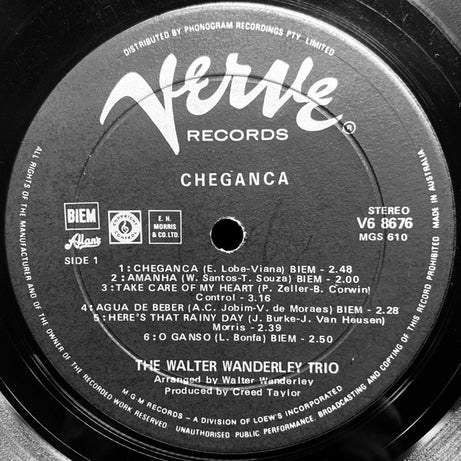 DISTRIBUTED BY PHONOGRAM RECORDINGS PTY. LIMITED
Verve ®
RECORDS
CHEGANCA
BIEM
Allan's
E. H. MORRIS & CO. LTD.
STEREO
V6 8676
MGS 610
SIDE 1
1:CHEGANCA (E. Lobe-Viana) BIEM - 2.48
2:AMANHA (W. Santos-T. Souza) BIEM - 2.00
3:TAKE CARE OF MY HEART (P. Zeller-B. Corwin)
Control - 3.16
4:AGUA DE BEBER (A.C. Jobim-V. de Moraes) BIEM - 2.28
5:HERE'S THAT RAINY DAY (J. Burke-J. Van Heusen)
Morris - 2.39
6:O GANSO (L. Bonfa) BIEM - 2.50
THE WALTER WANDERLEY TRIO
Arranged by Walter Wanderley
Produced by Creed Taylor
MGM RECORDS - A DIVISION OF LOEW'S INCORPORATED
ALL RIGHTS OF THE MANUFACTURER AND OF THE OWNER OF THE RECORDED WORK RESERVED UNAUTHORISED PUBLIC PERFORMANCE, BROADCASTING AND COPYING OF THIS RECORD PROHIBITED MADE IN AUSTRALIA